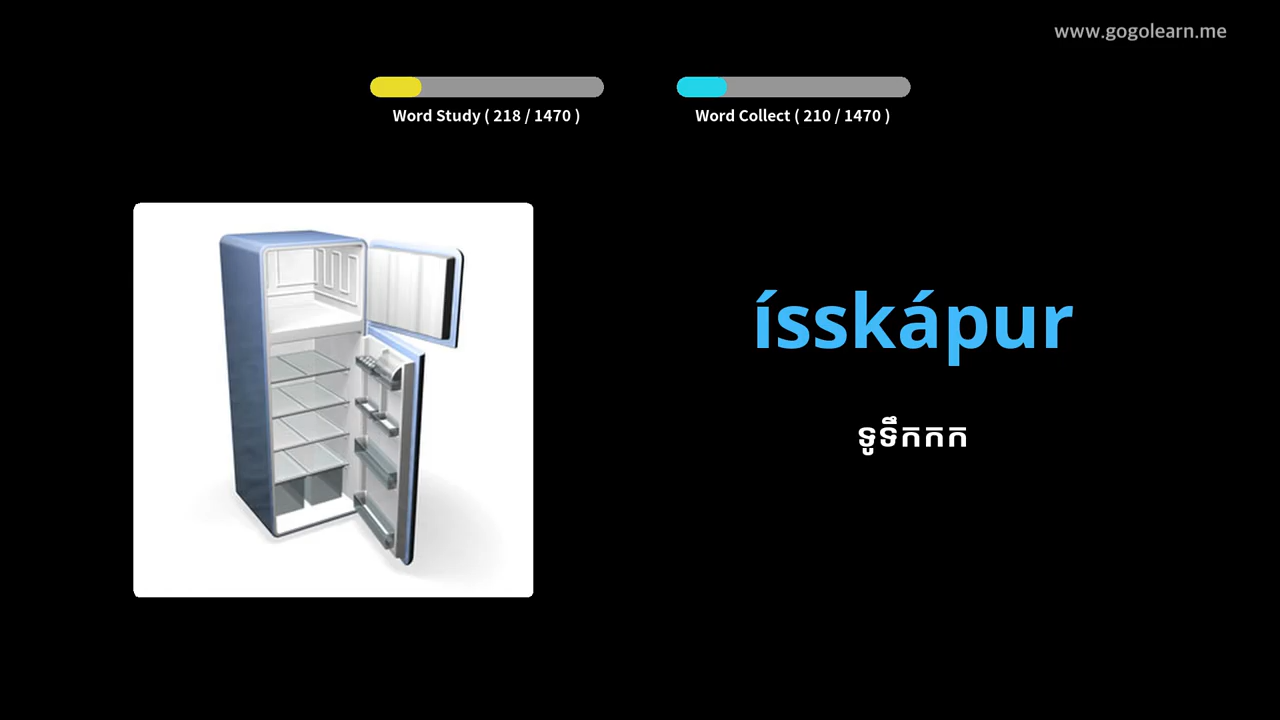 www.gogolearn.me
Word Study ( 218 / 1470 )
Word Collect ( 210 / 1470 )
ísskápur
ទូទឹកកក